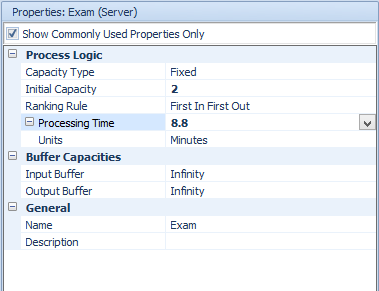 Properties: Exam (Server)
Show Commonly Used Properties Only
Process Logic
Capacity Type Fixed
Initial Capacity 2
Ranking Rule First In First Out
Processing Time 8.8
Units Minutes
Buffer Capacities
Input Buffer Infinity
Output Buffer Infinity
General
Name Exam
Description